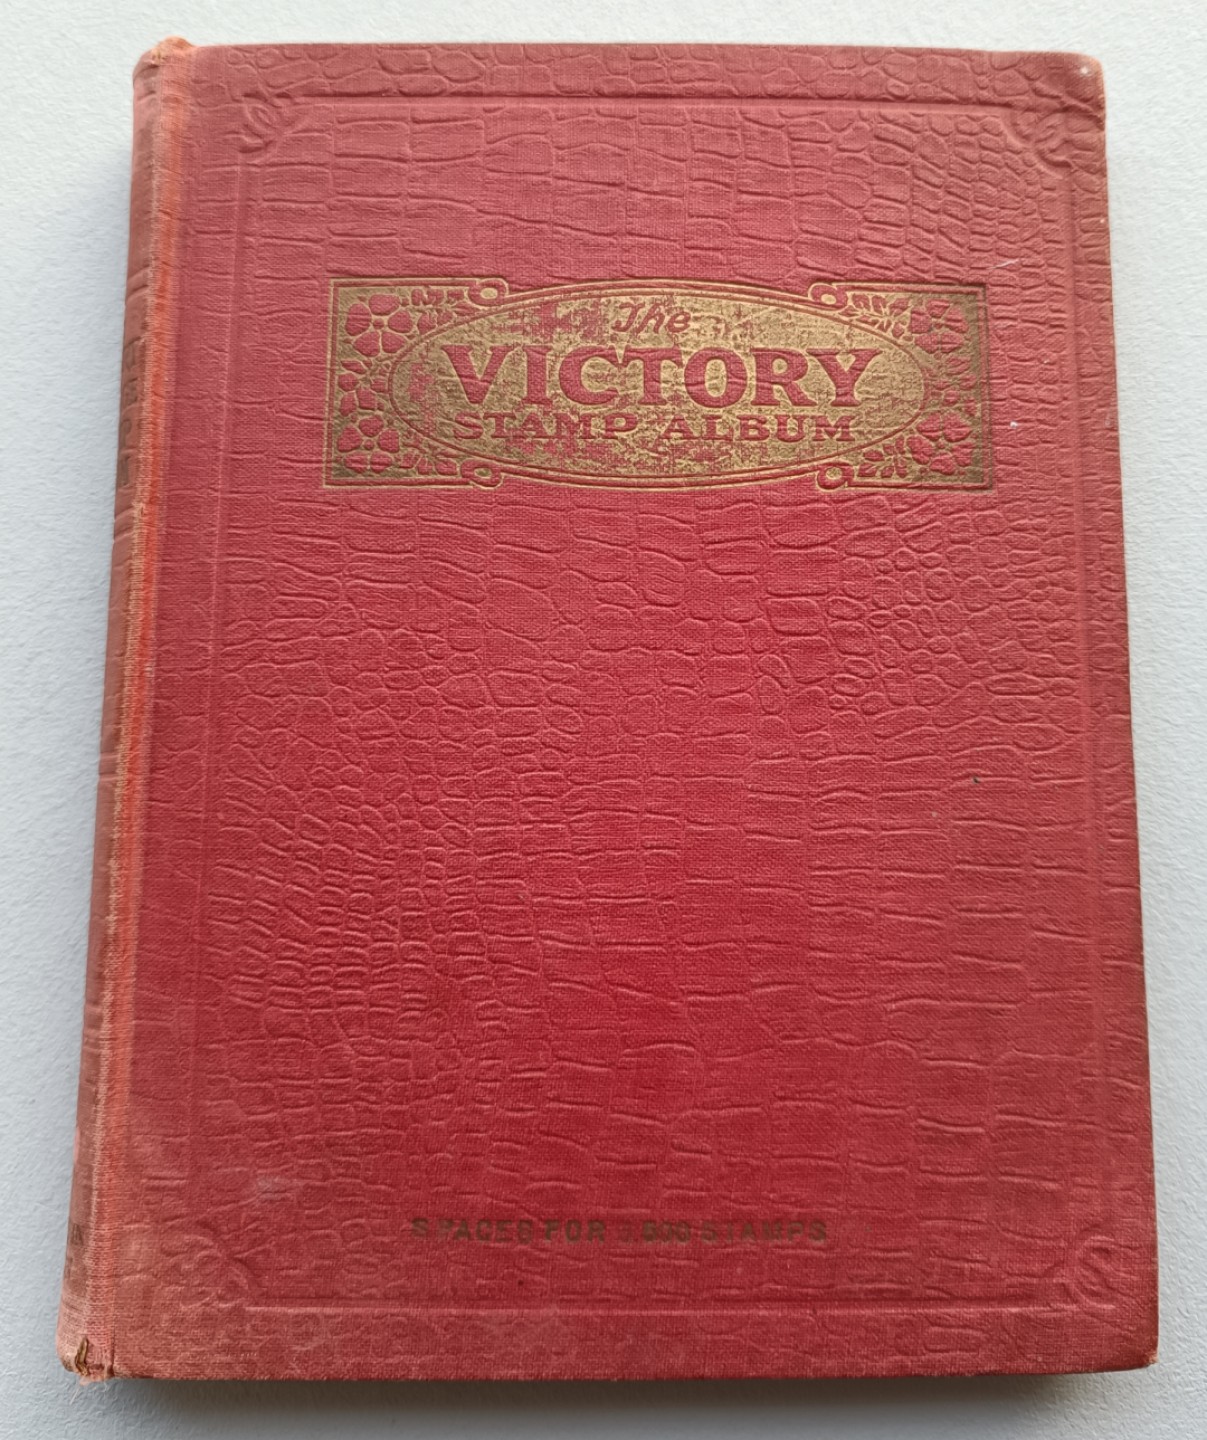 The
VICTORY
STAMP ALBUM
SPACES FOR STAMPS